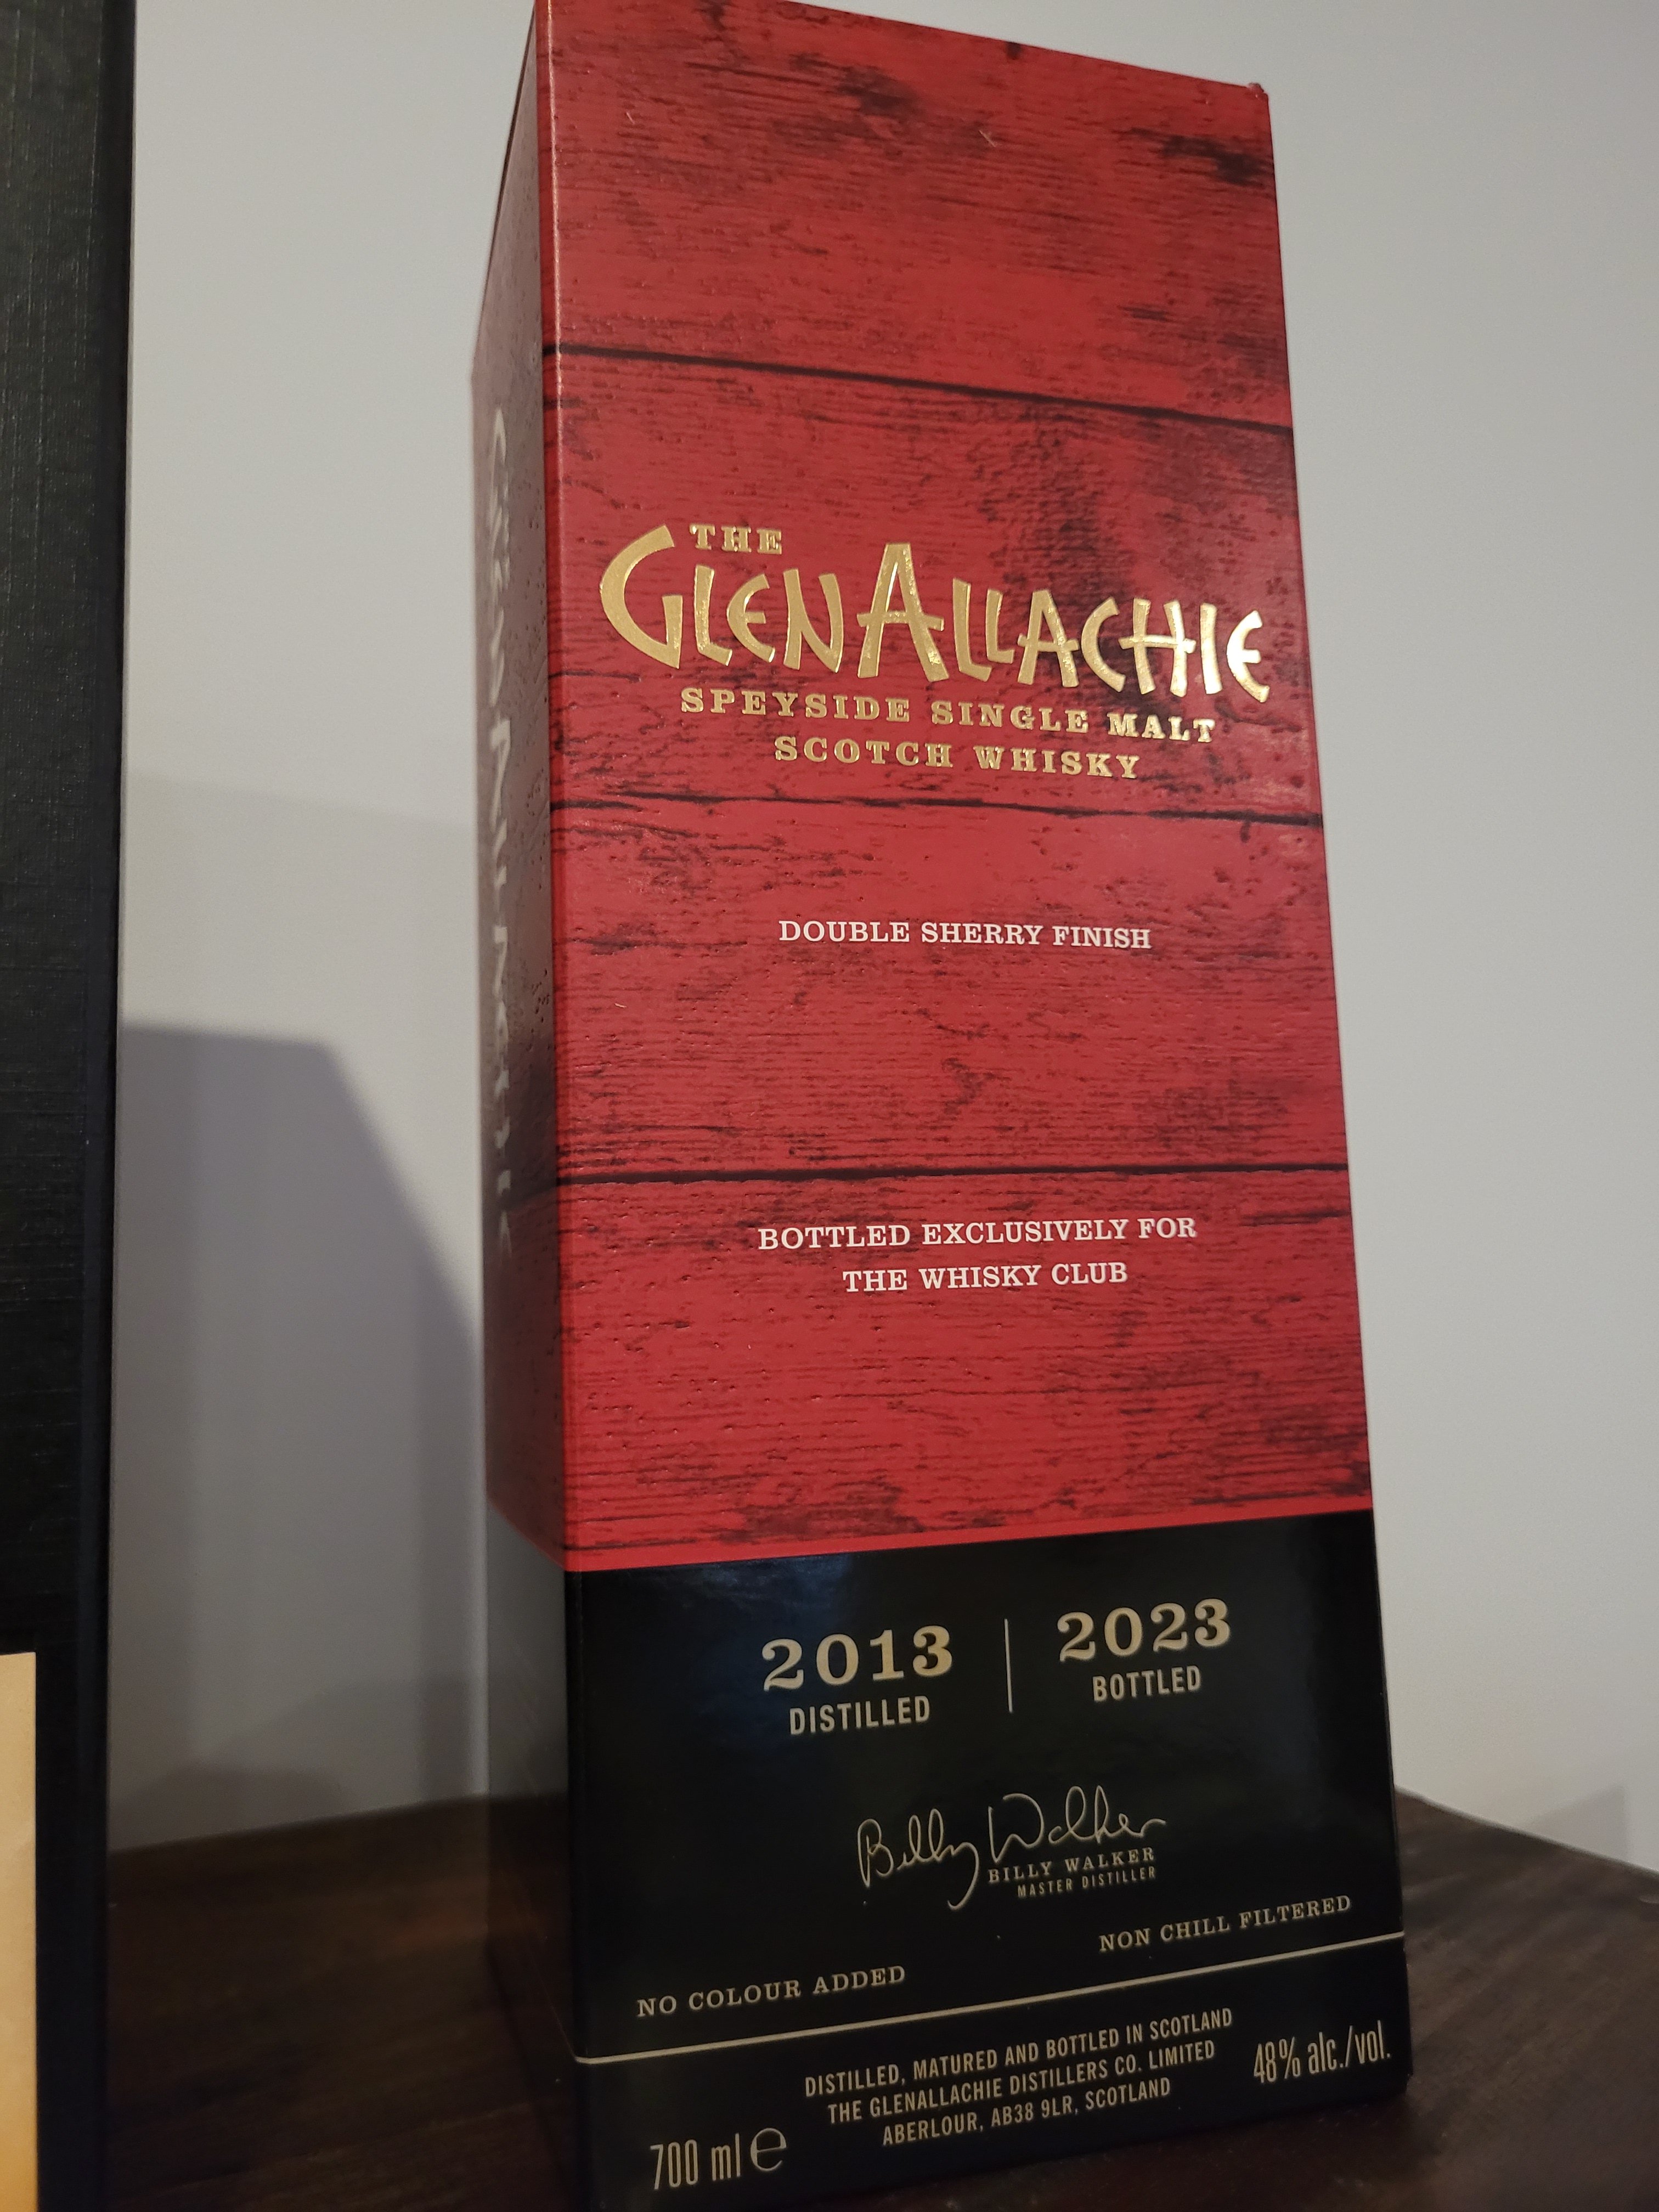 THE
GLENALLACHIE
SPEYSIDE SINGLE MALT
SCOTCH WHISKY
DOUBLE SHERRY FINISH
BOTTLED EXCLUSIVELY FOR
THE WHISKY CLUB
2013 | 2023
DISTILLED BOTTLED
Billy Walker
BILLY WALKER
MASTER DISTILLER
NO COLOUR ADDED NON CHILL FILTERED
DISTILLED, MATURED AND BOTTLED IN SCOTLAND
THE GLENALLACHIE DISTILLERS CO. LIMITED
ABERLOUR, AB38 9LR, SCOTLAND
700 ml e 48% alc./vol.
GLENALLACHIE